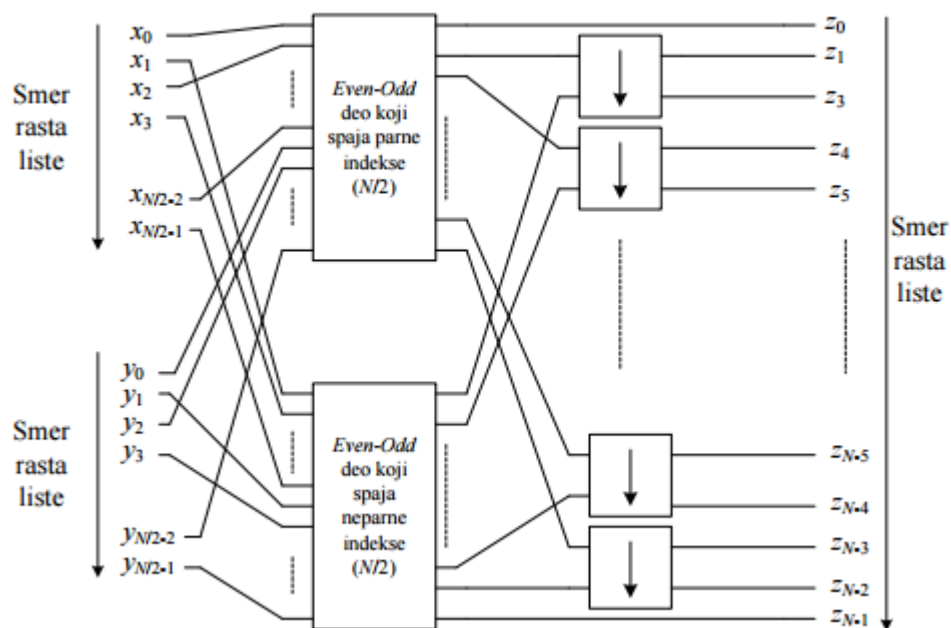 Smer
rasta
liste
x0
x1
x2
x3
xN/2-2
xN/2-1
Smer
rasta
liste
y0
y1
y2
y3
yN/2-2
yN/2-1
Even-Odd
deo koji
spaja parne
indekse
(N/2)
Even-Odd
deo koji
spaja
neparne
indekse
(N/2)
z0
z1
z3
z4
z5
zN-5
zN-4
zN-3
zN-2
zN-1
Smer
rasta
liste